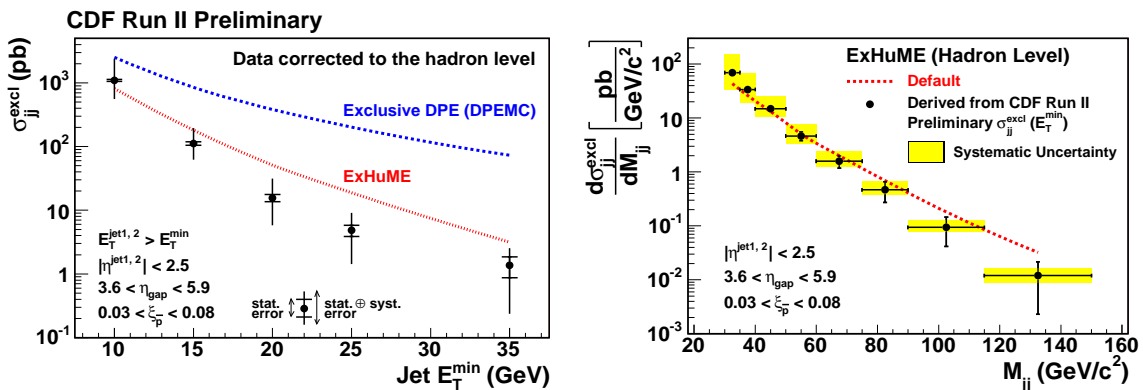 CDF Run II Preliminary
σ_jj^excl (pb)
Data corrected to the hadron level
Exclusive DPE (DPEMC)
ExHuME
E_T^jet1, 2 > E_T^min
|η^jet1, 2| < 2.5
3.6 < η_gap < 5.9
0.03 < ξ_p̄ < 0.08
stat. error
stat. ⊕ syst. error
10^3
10^2
10
1
10^-1
10 15 20 25 30 35
Jet E_T^min (GeV)
dσ_jj^excl / dM_jj [pb / GeV/c^2]
ExHuME (Hadron Level)
Default
Derived from CDF Run II
Preliminary σ_jj^excl (E_T^min)
Systematic Uncertainty
|η^jet1, 2| < 2.5
3.6 < η_gap < 5.9
0.03 < ξ_p̄ < 0.08
10^2
10
1
10^-1
10^-2
10^-3
20 40 60 80 100 120 140 160
M_jj (GeV/c^2)